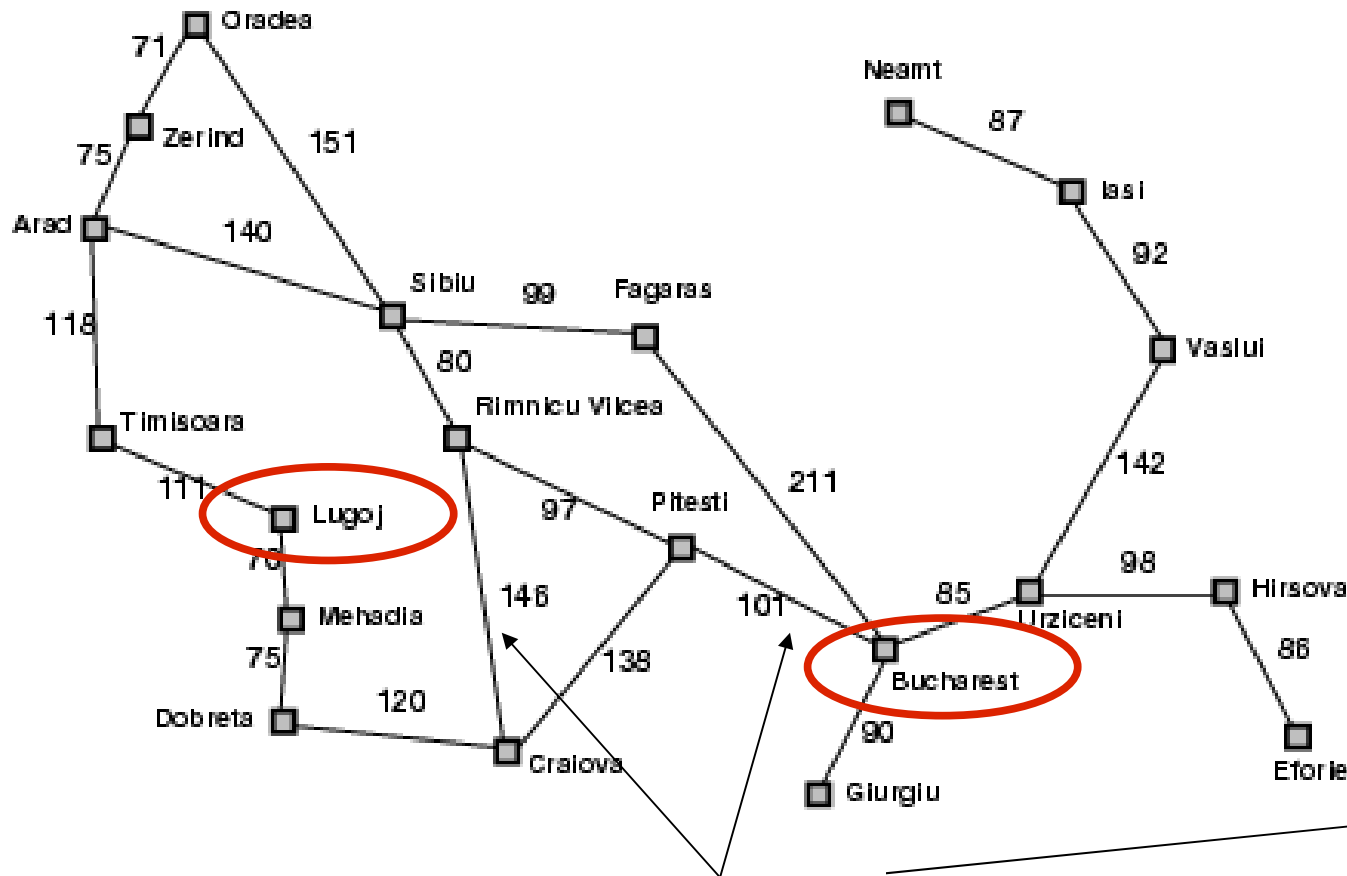 Oradea
71
Neamt
87
Zerind
151
75
Iasi
Arad
140
92
Sibiu
99
Fagaras
118
80
Vaslui
Rimnicu Vilcea
Timisoara
142
111
211
Pitesti
Lugoj
97
70
98
146
101
85
Hirsova
Mehadia
Urziceni
138
86
75
Bucharest
120
Dobreta
90
Craiova
Eforie
Giurgiu